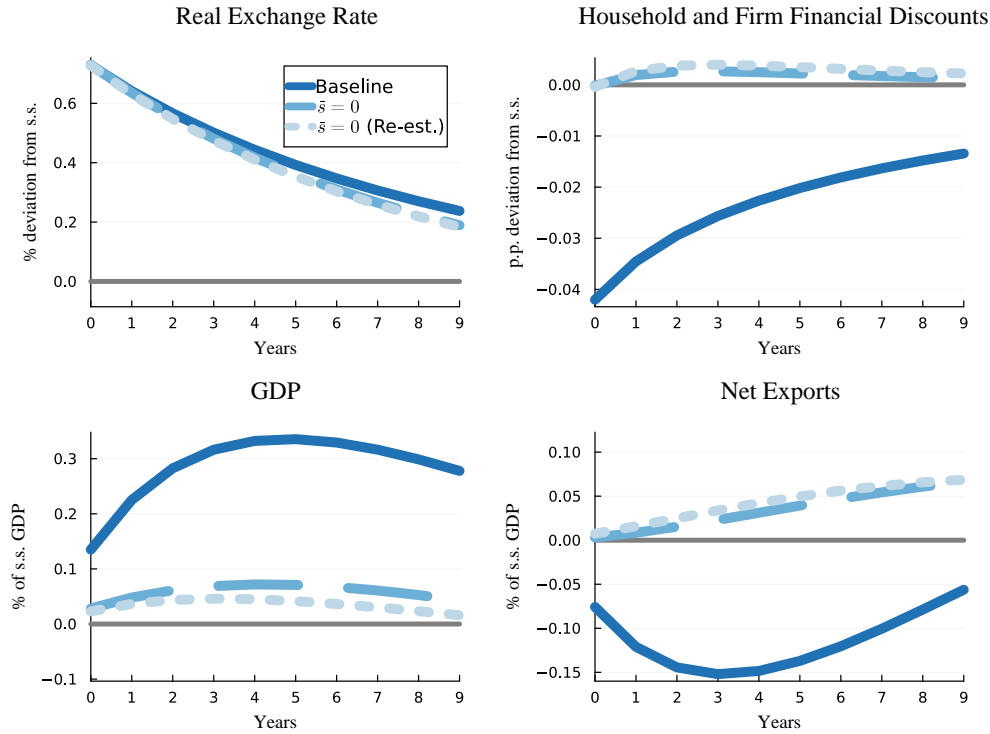 Real Exchange Rate
% deviation from s.s.
0.6
0.4
0.2
0.0
Baseline
s̄ = 0
s̄ = 0 (Re-est.)
0 1 2 3 4 5 6 7 8 9
Years
Household and Firm Financial Discounts
p.p. deviation from s.s.
0.00
−0.01
−0.02
−0.03
−0.04
0 1 2 3 4 5 6 7 8 9
Years
GDP
% of s.s. GDP
0.3
0.2
0.1
0.0
−0.1
0 1 2 3 4 5 6 7 8 9
Years
Net Exports
% of s.s. GDP
0.10
0.05
0.00
−0.05
−0.10
−0.15
0 1 2 3 4 5 6 7 8 9
Years